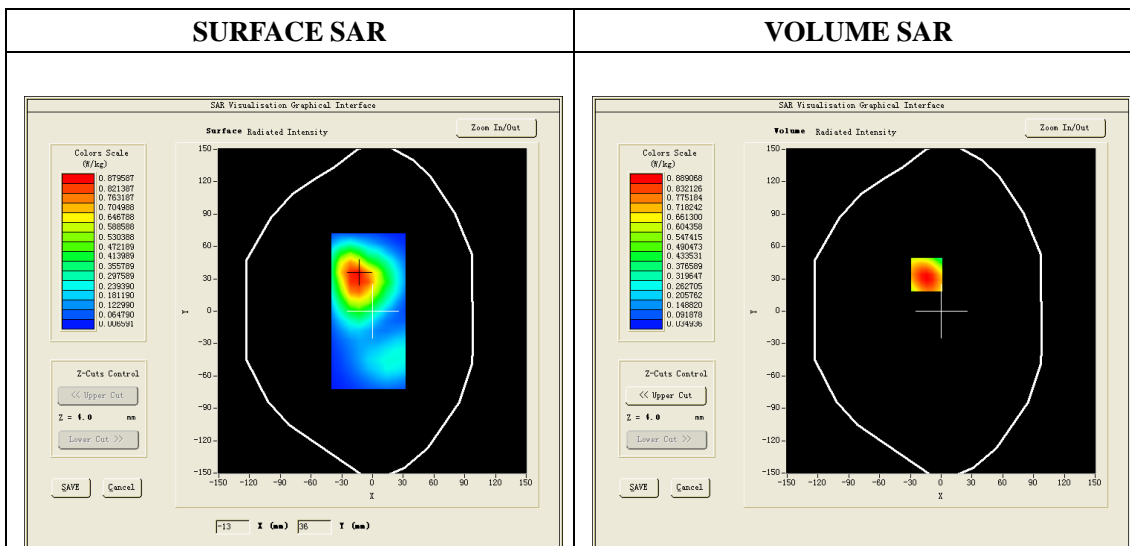 SURFACE SAR
SAR Visualisation Graphical Interface
Surface Radiated Intensity
Zoom In/Out
Colors Scale
(W/kg)
0.879587
0.821387
0.763187
0.704988
0.646788
0.588588
0.530388
0.472189
0.413989
0.355789
0.297589
0.239390
0.181190
0.122990
0.064790
0.006591
Z-Cuts Control
<< Upper Cut
Z = 4.0 mm
Lower Cut >>
SAVE Cancel
150
120
90
60
30
Y 0
-30
-60
-90
-120
-150
-150 -120 -90 -60 -30 0 30 60 90 120 150
X
-13 X (mm) 36 Y (mm)
VOLUME SAR
SAR Visualisation Graphical Interface
Volume Radiated Intensity
Zoom In/Out
Colors Scale
(W/kg)
0.889068
0.832126
0.775184
0.718242
0.661300
0.604358
0.547415
0.490473
0.433531
0.376589
0.319647
0.262705
0.205762
0.148820
0.091878
0.034936
Z-Cuts Control
<< Upper Cut
Z = 4.0 mm
Lower Cut >>
SAVE Cancel
150
120
90
60
30
Y 0
-30
-60
-90
-120
-150
-150 -120 -90 -60 -30 0 30 60 90 120 150
X